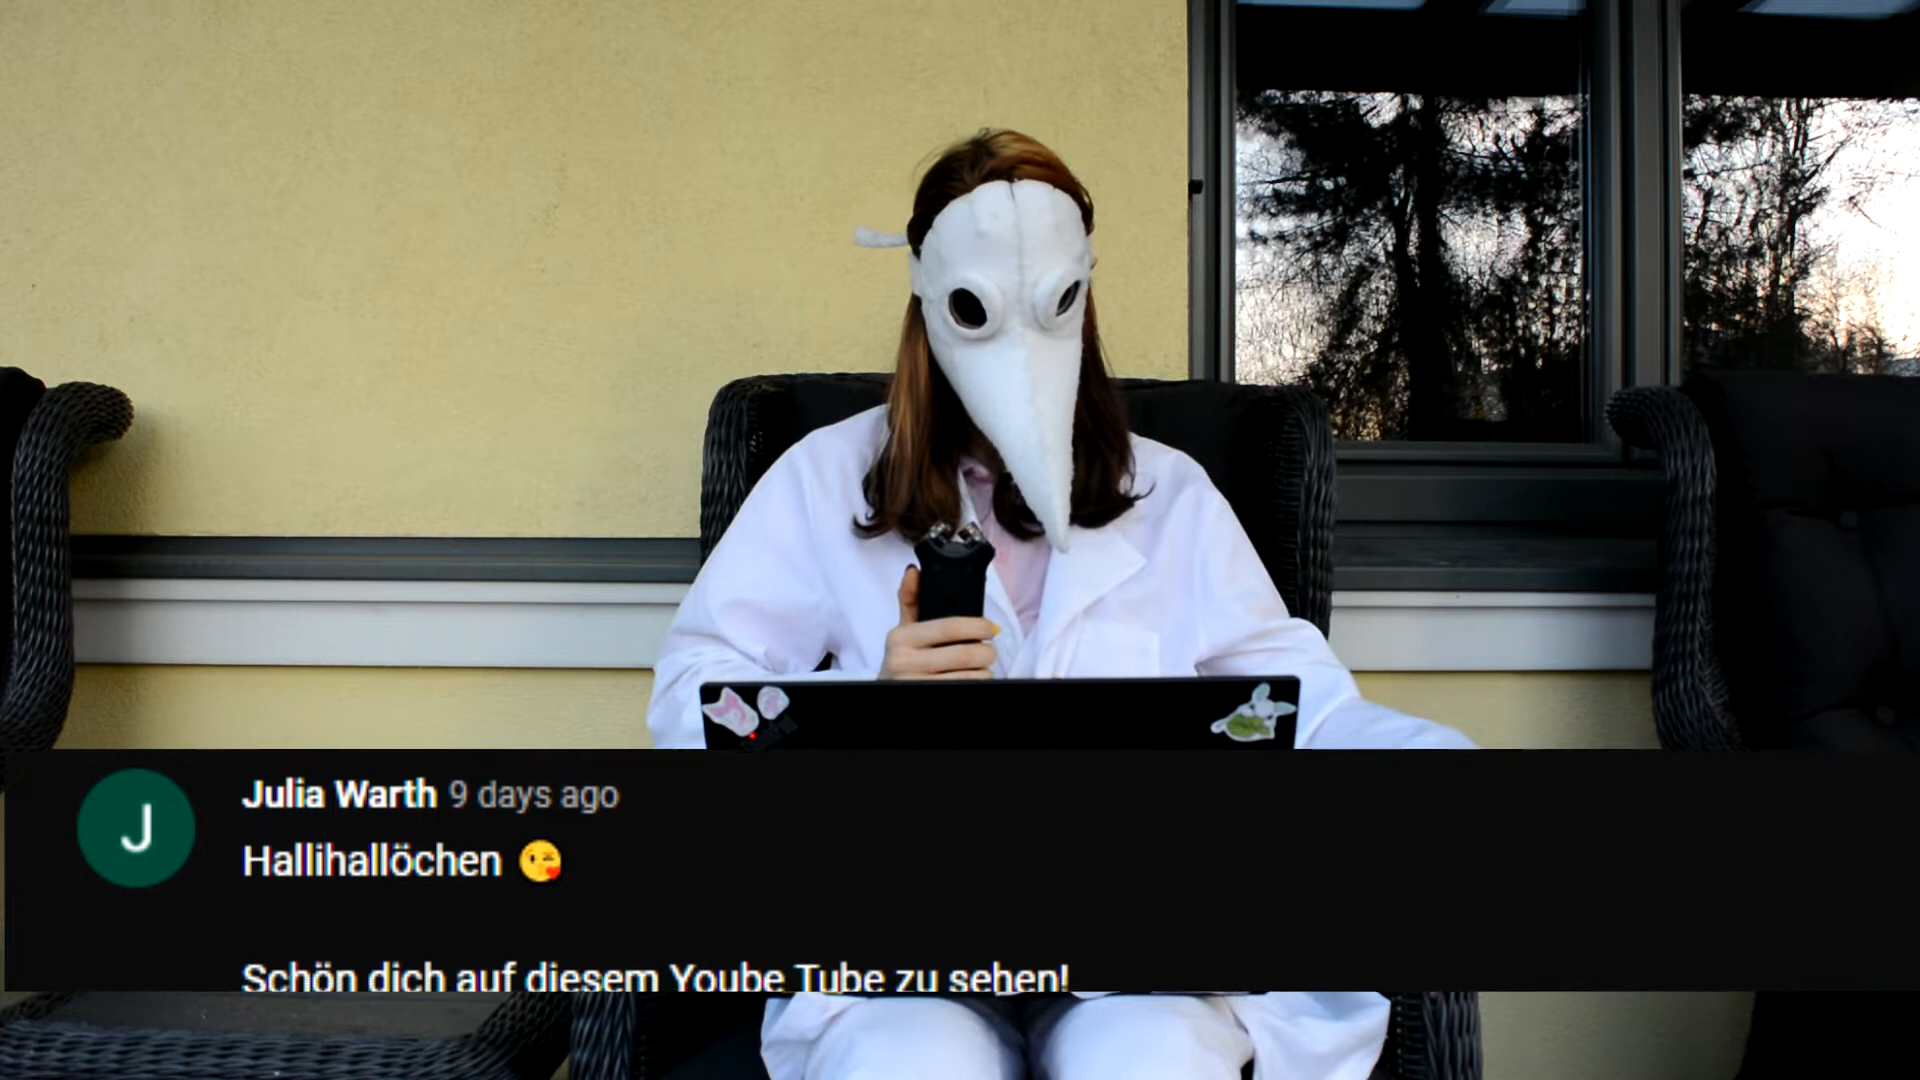 J
Julia Warth 9 days ago
Hallihallöchen 😘
Schön dich auf diesem Yoube Tube zu sehen!